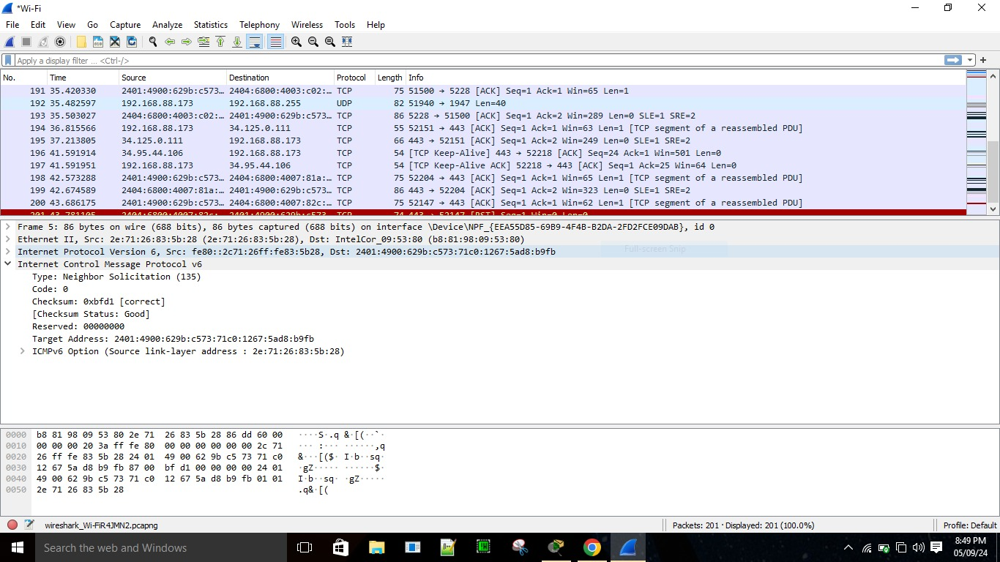 *Wi-Fi
File Edit View Go Capture Analyze Statistics Telephony Wireless Tools Help
Apply a display filter ... <Ctrl-/>
No. Time Source Destination Protocol Length Info
191 35.420330 2401:4900:629b:c573… 2404:6800:4003:c02:… TCP 75 51500 → 5228 [ACK] Seq=1 Ack=1 Win=65 Len=1
192 35.482597 192.168.88.173 192.168.88.255 UDP 82 51940 → 1947 Len=40
193 35.503027 2404:6800:4003:c02:… 2401:4900:629b:c573… TCP 86 5228 → 51500 [ACK] Seq=1 Ack=2 Win=289 Len=0 SLE=1 SRE=2
194 36.815566 192.168.88.173 34.125.0.111 TCP 55 52151 → 443 [ACK] Seq=1 Ack=1 Win=63 Len=1 [TCP segment of a reassembled PDU]
195 37.213805 34.125.0.111 192.168.88.173 TCP 66 443 → 52151 [ACK] Seq=1 Ack=2 Win=249 Len=0 SLE=1 SRE=2
196 41.591914 34.95.44.106 192.168.88.173 TCP 54 [TCP Keep-Alive] 443 → 52218 [ACK] Seq=24 Ack=1 Win=501 Len=0
197 41.591951 192.168.88.173 34.95.44.106 TCP 54 [TCP Keep-Alive ACK] 52218 → 443 [ACK] Seq=1 Ack=25 Win=64 Len=0
198 42.573288 2401:4900:629b:c573… 2404:6800:4007:81a:… TCP 75 52204 → 443 [ACK] Seq=1 Ack=1 Win=65 Len=1 [TCP segment of a reassembled PDU]
199 42.674589 2404:6800:4007:81a:… 2401:4900:629b:c573… TCP 86 443 → 52204 [ACK] Seq=1 Ack=2 Win=323 Len=0 SLE=1 SRE=2
200 43.686175 2401:4900:629b:c573… 2404:6800:4007:82c:… TCP 75 52147 → 443 [ACK] Seq=1 Ack=1 Win=62 Len=1 [TCP segment of a reassembled PDU]
201 43.781105 2404:6800:4007:82c:… 2401:4900:629b:c573… TCP 74 443 → 52147 [RST] Seq=1 Win=0 Len=0
Frame 5: 86 bytes on wire (688 bits), 86 bytes captured (688 bits) on interface \Device\NPF_{EEA55D85-69B9-4F4B-B2DA-2FD2FCE09DAB}, id 0
Ethernet II, Src: 2e:71:26:83:5b:28 (2e:71:26:83:5b:28), Dst: IntelCor_09:53:80 (b8:81:98:09:53:80)
Internet Protocol Version 6, Src: fe80::2c71:26ff:fe83:5b28, Dst: 2401:4900:629b:c573:71c0:1267:5ad8:b9fb
Full-screen Snip
Internet Control Message Protocol v6
Type: Neighbor Solicitation (135)
Code: 0
Checksum: 0xbfd1 [correct]
[Checksum Status: Good]
Reserved: 00000000
Target Address: 2401:4900:629b:c573:71c0:1267:5ad8:b9fb
ICMPv6 Option (Source link-layer address : 2e:71:26:83:5b:28)
0000 b8 81 98 09 53 80 2e 71 26 83 5b 28 86 dd 60 00 ····S·.q &·[(··`·
0010 00 00 00 20 3a ff fe 80 00 00 00 00 00 00 2c 71 ··· :··· ······,q
0020 26 ff fe 83 5b 28 24 01 49 00 62 9b c5 73 71 c0 &···[($· I·b··sq·
0030 12 67 5a d8 b9 fb 87 00 bf d1 00 00 00 00 24 01 ·gZ····· ······$·
0040 49 00 62 9b c5 73 71 c0 12 67 5a d8 b9 fb 01 01 I·b··sq· ·gZ·····
0050 2e 71 26 83 5b 28 .q&·[(
wireshark_Wi-FiR4JMN2.pcapng Packets: 201 · Displayed: 201 (100.0%) Profile: Default
Search the web and Windows
8:49 PM
05/09/24